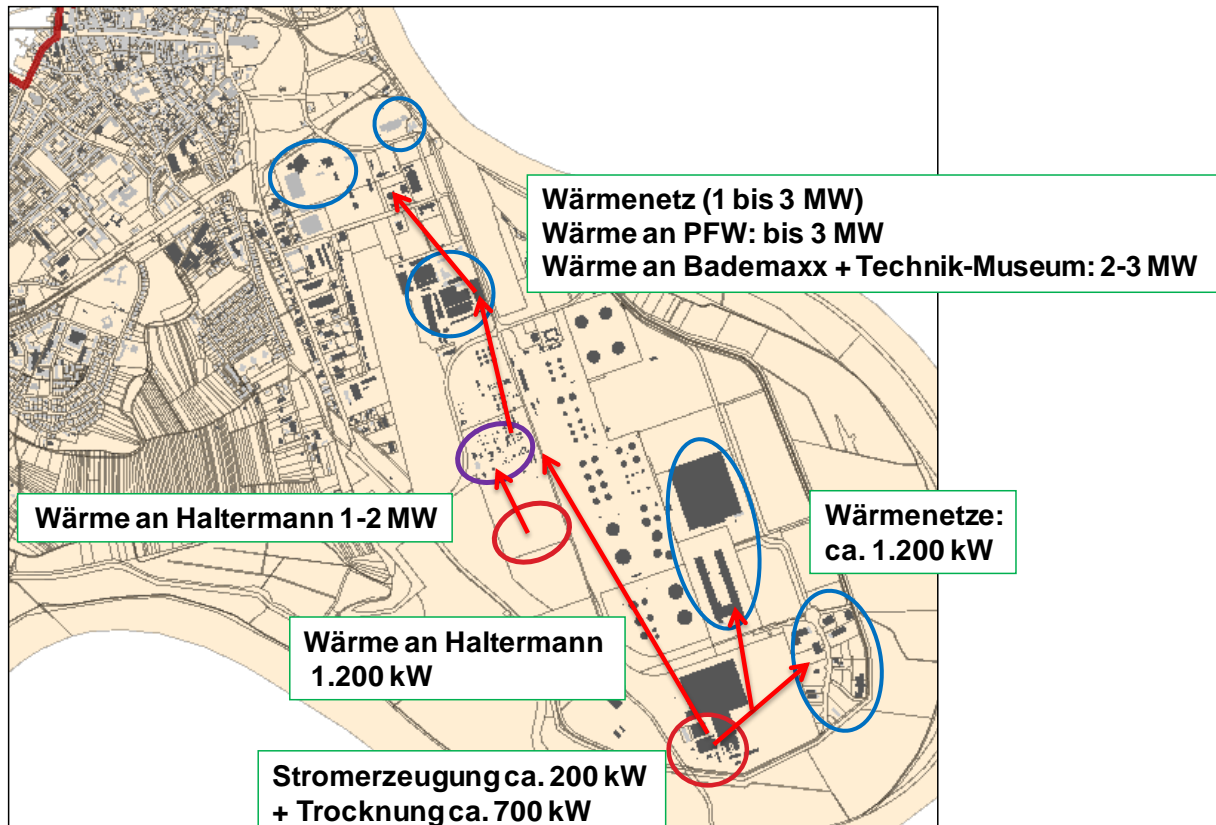 Wärmenetz (1 bis 3 MW)
Wärme an PFW: bis 3 MW
Wärme an Bademaxx + Technik-Museum: 2-3 MW
Wärme an Haltermann 1-2 MW
Wärmenetze:
ca. 1.200 kW
Wärme an Haltermann
1.200 kW
Stromerzeugung ca. 200 kW
+ Trocknung ca. 700 kW